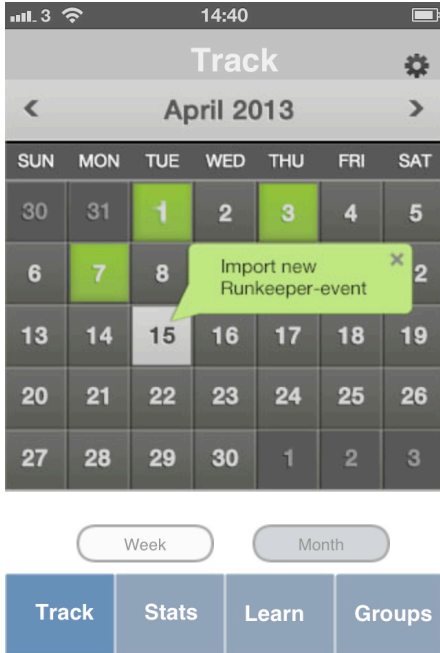 3 14:40
Track
< April 2013 >
SUN MON TUE WED THU FRI SAT
30 31 1 2 3 4 5
6 7 8 2
Import new
Runkeeper-event
13 14 15 16 17 18 19
20 21 22 23 24 25 26
27 28 29 30 1 2 3
Week Month
Track Stats Learn Groups